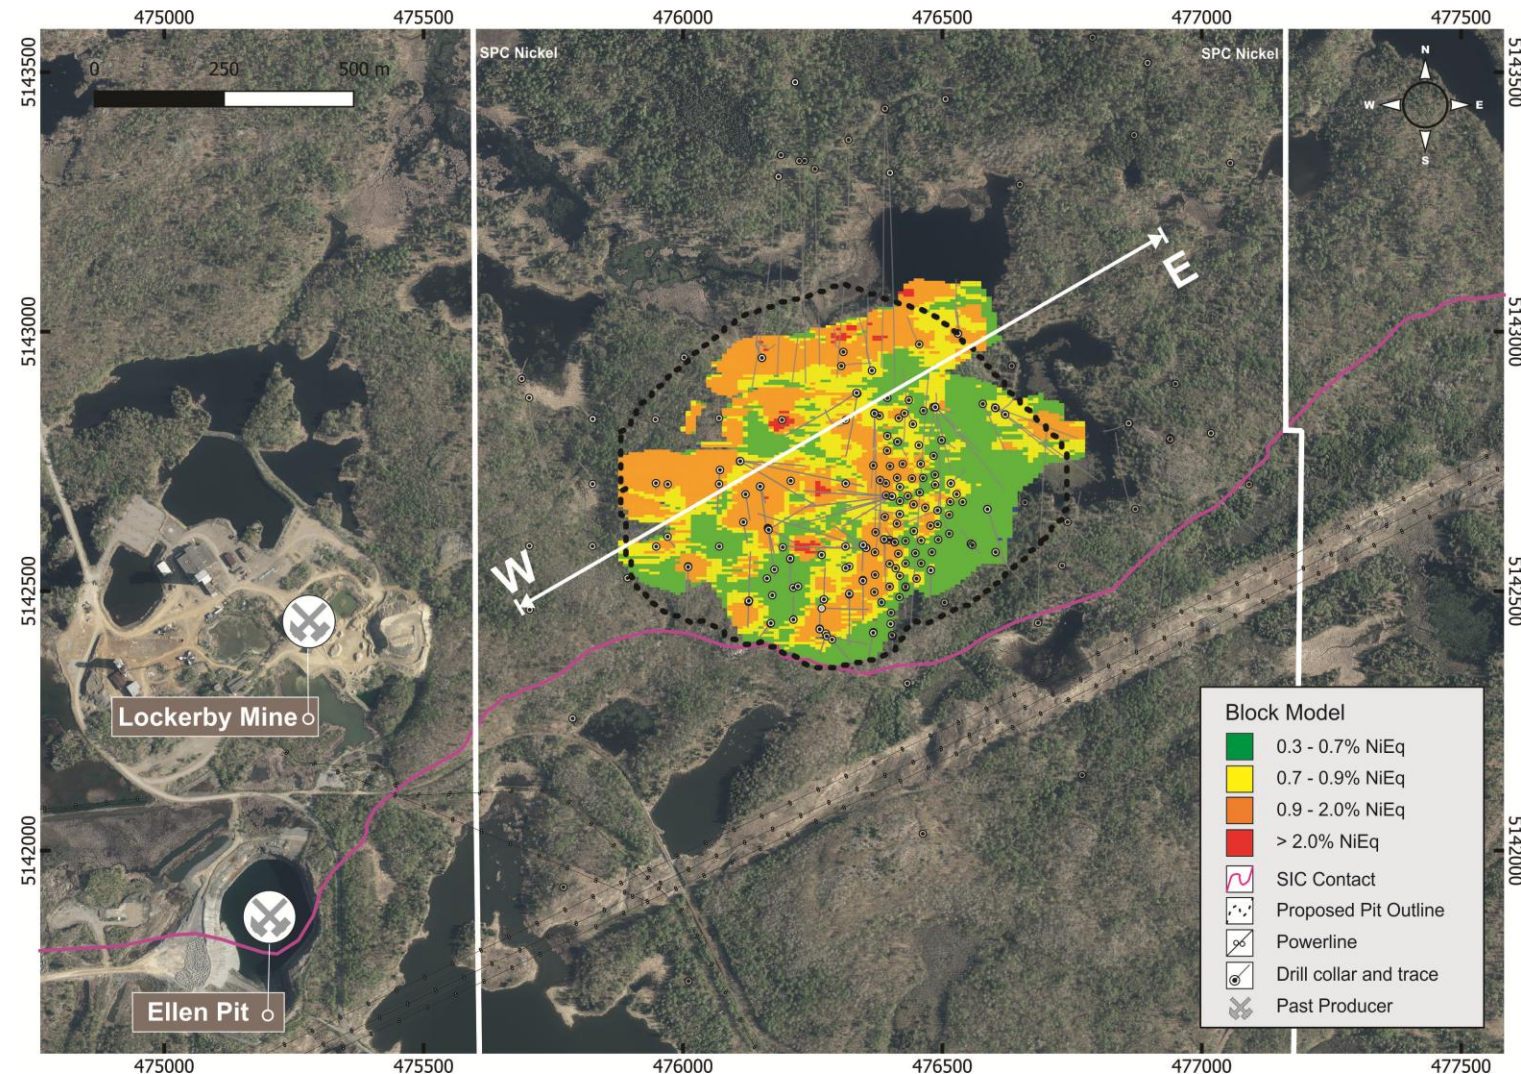 475000 475500 476000 476500 477000 477500
5143500
5143500
SPC Nickel
SPC Nickel
0 250 500 m
N
W E
S
E
5143000
5143000
W
5142500
5142500
Lockerby Mine
5142000
5142000
Ellen Pit
Block Model
0.3 - 0.7% NiEq
0.7 - 0.9% NiEq
0.9 - 2.0% NiEq
> 2.0% NiEq
SIC Contact
Proposed Pit Outline
Powerline
Drill collar and trace
Past Producer
475000 475500 476000 476500 477000 477500